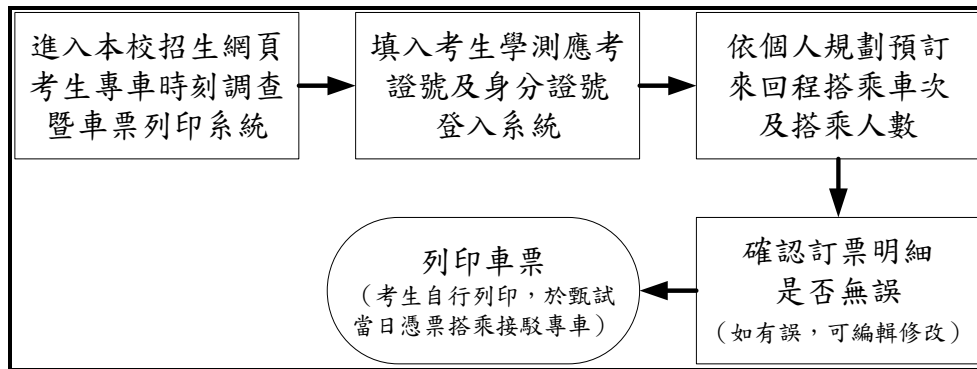 進入本校招生網頁
考生專車時刻調查
暨車票列印系統
填入考生學測應考
證號及身分證號
登入系統
依個人規劃預訂
來回程搭乘車次
及搭乘人數
確認訂票明細
是否無誤
（如有誤，可編輯修改）
列印車票
（考生自行列印，於甄試
當日憑票搭乘接駁專車）